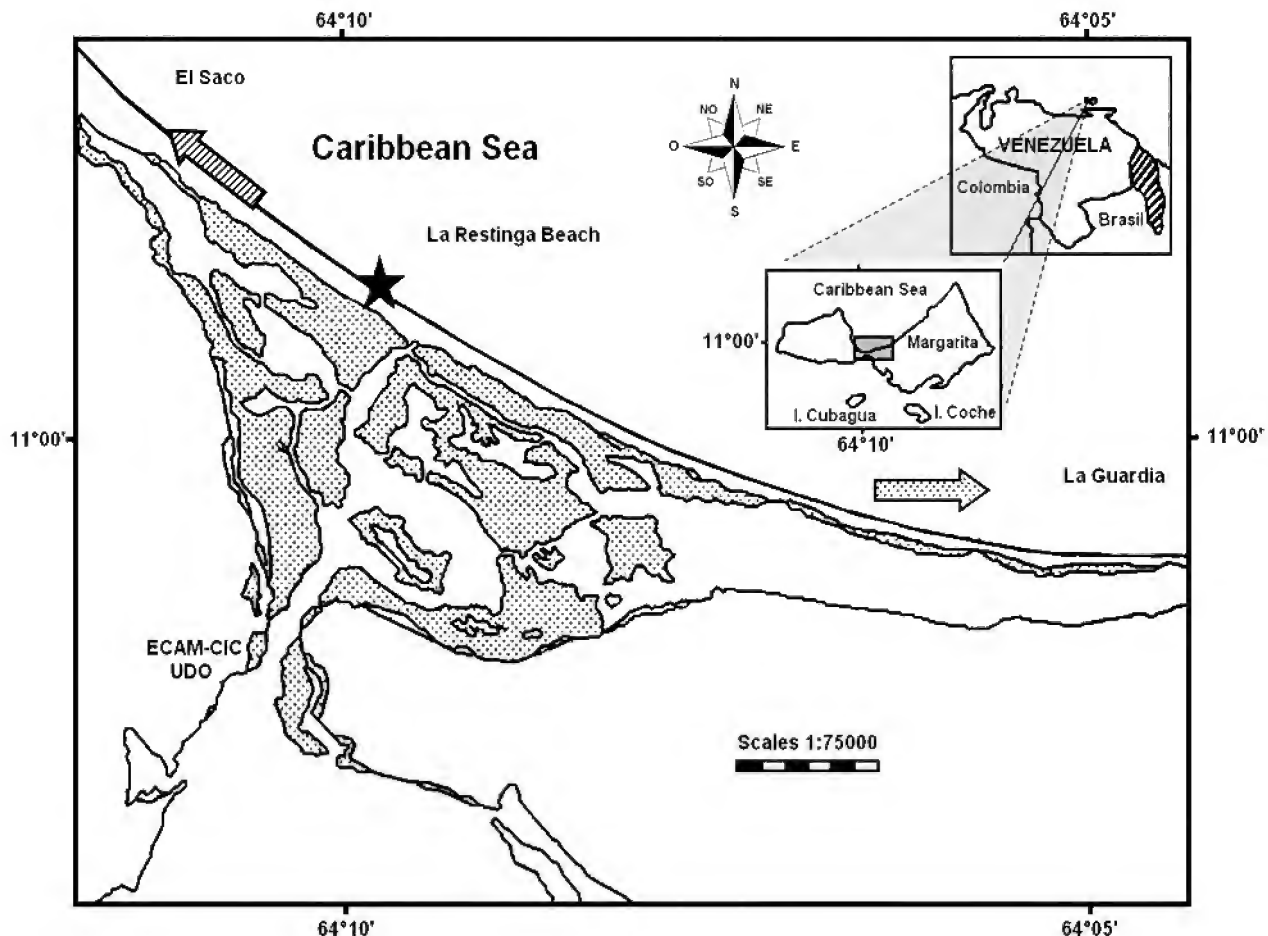 64°10'
64°05'
El Saco
Caribbean Sea
La Restinga Beach
N
NO
NE
O
E
SO
SE
S
VENEZUELA
Colombia
Brasil
Caribbean Sea
11°00'
Margarita
I. Cubagua
I. Coche
64°10'
11°00'
11°00'
La Guardia
ECAM-CIC
UDO
Scales 1:75000
64°10'
64°05'